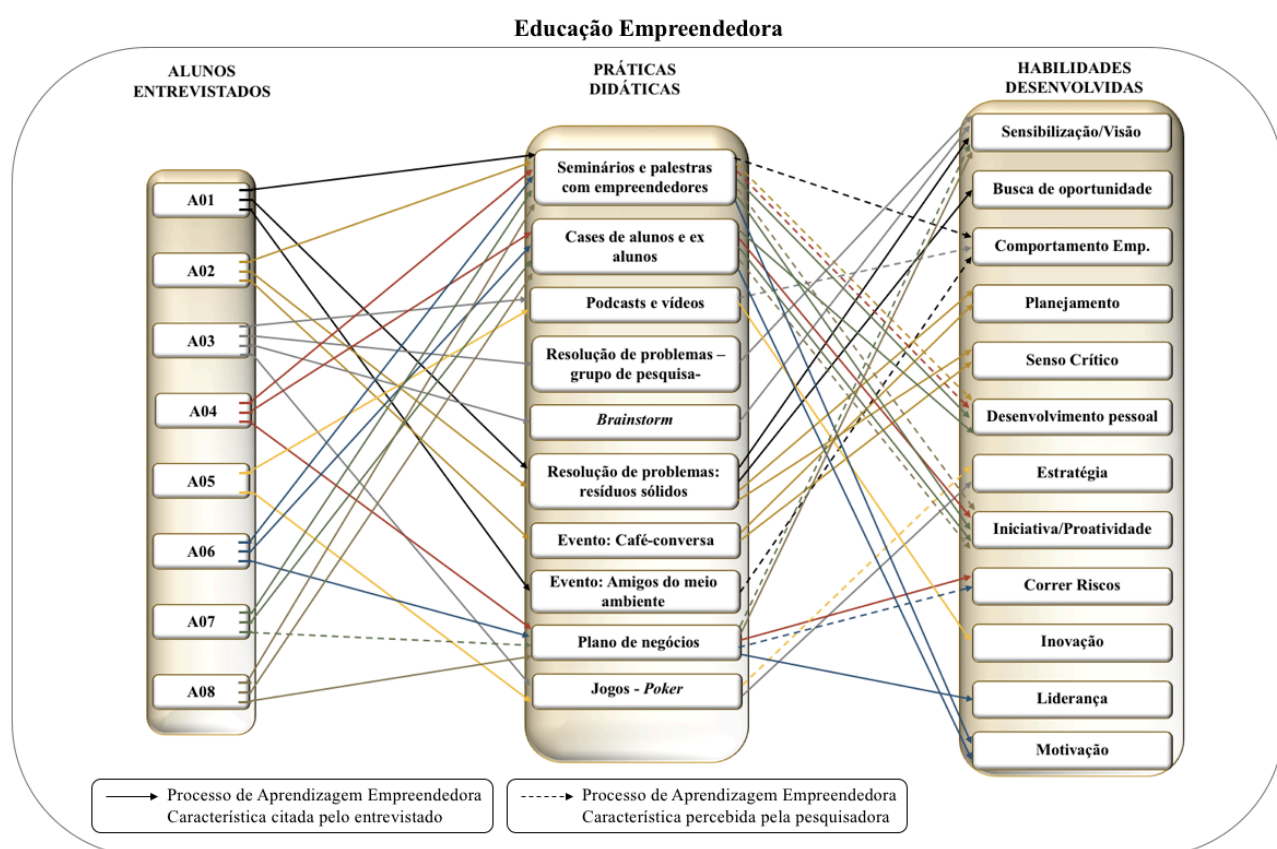 Educação Empreendedora
ALUNOS
ENTREVISTADOS
A01
A02
A03
A04
A05
A06
A07
A08
PRÁTICAS
DIDÁTICAS
Seminários e palestras
com empreendedores
Cases de alunos e ex
alunos
Podcasts e vídeos
Resolução de problemas –
grupo de pesquisa-
Brainstorm
Resolução de problemas:
resíduos sólidos
Evento: Café-conversa
Evento: Amigos do meio
ambiente
Plano de negócios
Jogos - Poker
HABILIDADES
DESENVOLVIDAS
Sensibilização/Visão
Busca de oportunidade
Comportamento Emp.
Planejamento
Senso Crítico
Desenvolvimento pessoal
Estratégia
Iniciativa/Proatividade
Correr Riscos
Inovação
Liderança
Motivação
Processo de Aprendizagem Empreendedora
Característica citada pelo entrevistado
Processo de Aprendizagem Empreendedora
Característica percebida pela pesquisadora